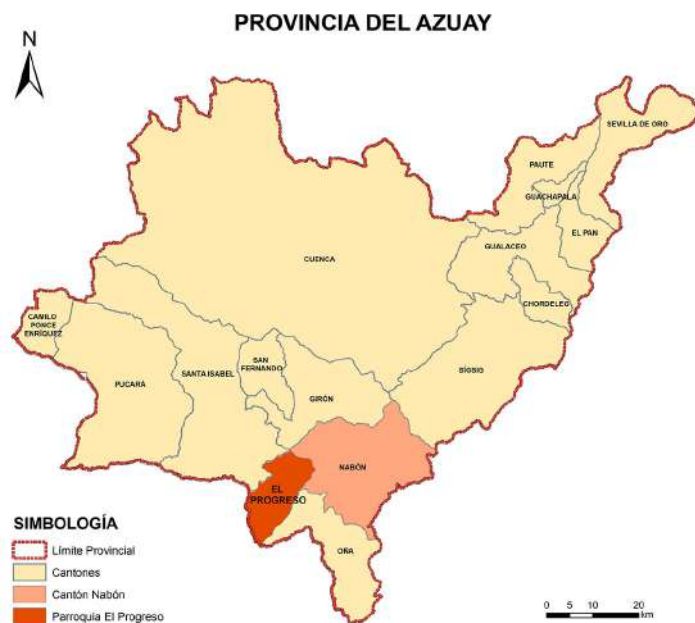 PROVINCIA DEL AZUAY
N
SEVILLA DE ORO
PAUTE
GUACHAPALA
EL PAN
GUALACEO
CUENCA
CHORDELEG
CAMILO
PONCE
ENRÍQUEZ
SAN
FERNANDO
SANTA ISABEL
SÍGSIG
PUCARÁ
GIRÓN
NABÓN
EL
PROGRESO
SIMBOLOGÍA
Límite Provincial
OÑA
Cantones
Cantón Nabón
Parroquia El Progreso
0 5 10 20
km